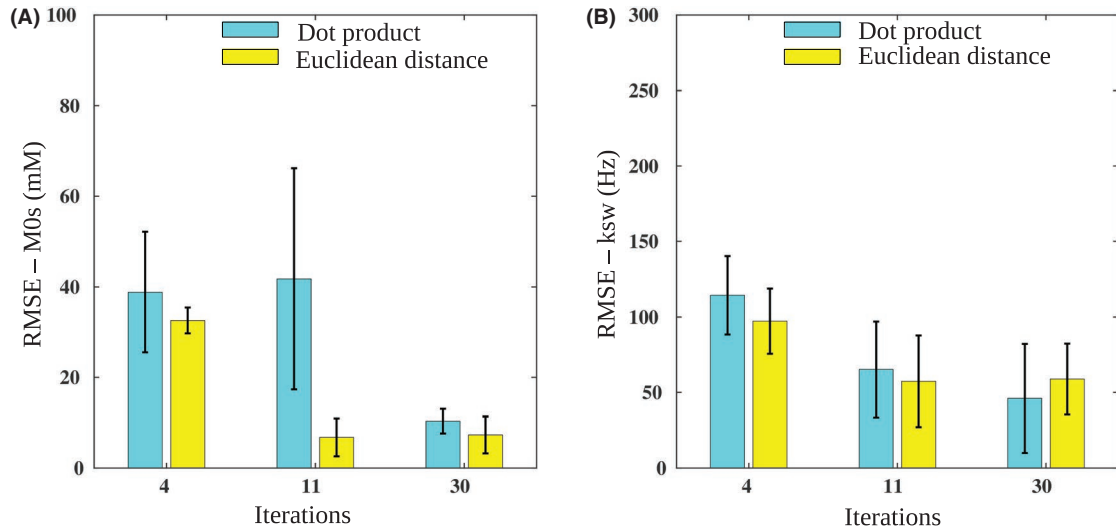 (A)
Dot product
Euclidean distance
RMSE – M0s (mM)
100
80
60
40
20
0
4 11 30
Iterations
(B)
Dot product
Euclidean distance
RMSE – ksw (Hz)
300
250
200
150
100
50
0
4 11 30
Iterations